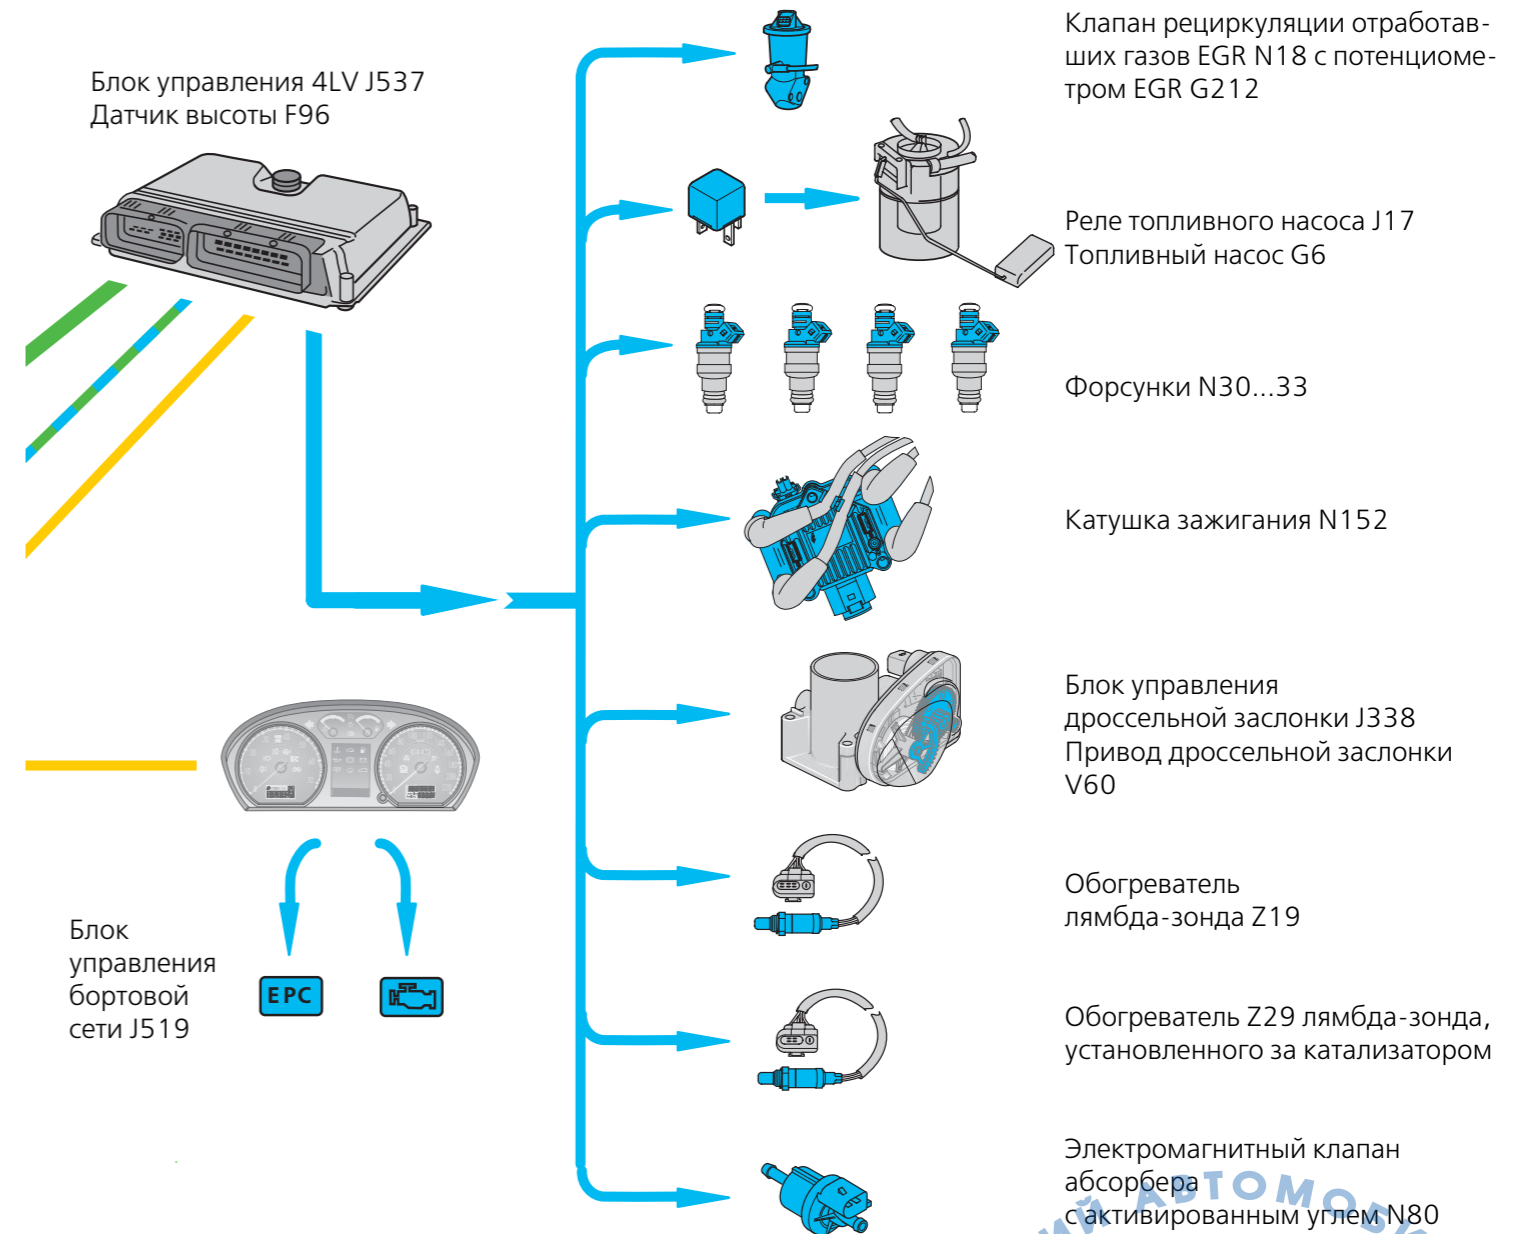 Блок управления 4LV J537
Датчик высоты F96
Клапан рециркуляции отработав-
ших газов EGR N18 с потенциоме-
тром EGR G212
Реле топливного насоса J17
Топливный насос G6
Форсунки N30...33
Катушка зажигания N152
Блок управления
дроссельной заслонки J338
Привод дроссельной заслонки
V60
Обогреватель
лямбда-зонда Z19
Блок
управления
бортовой
сети J519
EPC
Обогреватель Z29 лямбда-зонда,
установленного за катализатором
Электромагнитный клапан
абсорбера
с активированным углем N80